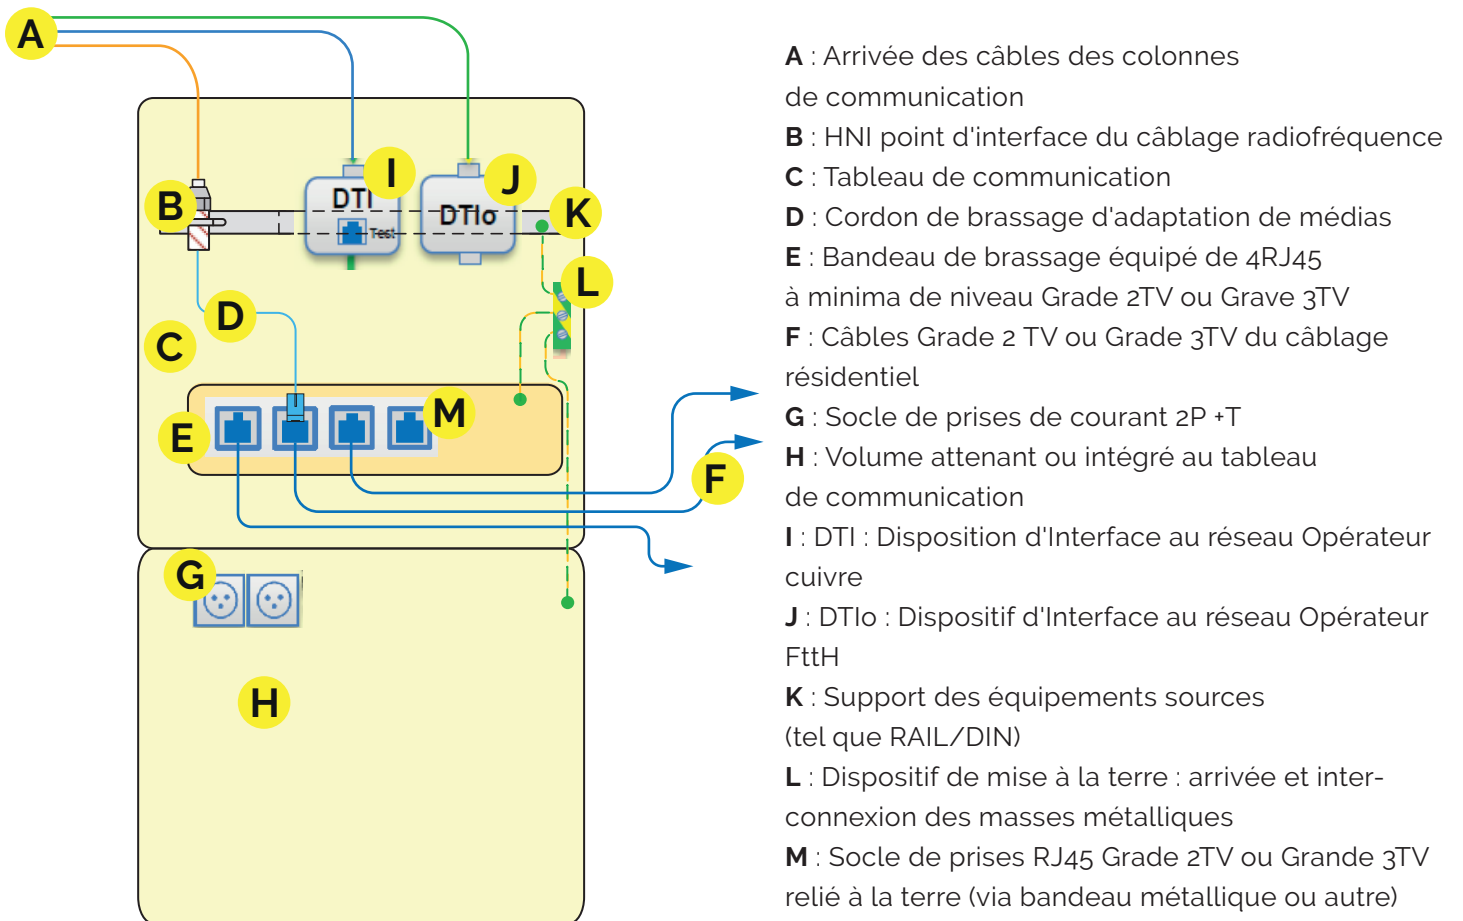 A
B
I
DTI
Test
J
DTIo
K
L
D
C
E
M
F
G
H
A : Arrivée des câbles des colonnes
de communication
B : HNI point d'interface du câblage radiofréquence
C : Tableau de communication
D : Cordon de brassage d'adaptation de médias
E : Bandeau de brassage équipé de 4RJ45
à minima de niveau Grade 2TV ou Grave 3TV
F : Câbles Grade 2 TV ou Grade 3TV du câblage
résidentiel
G : Socle de prises de courant 2P +T
H : Volume attenant ou intégré au tableau
de communication
I : DTI : Disposition d'Interface au réseau Opérateur
cuivre
J : DTIo : Dispositif d'Interface au réseau Opérateur
FttH
K : Support des équipements sources
(tel que RAIL/DIN)
L : Dispositif de mise à la terre : arrivée et inter-
connexion des masses métalliques
M : Socle de prises RJ45 Grade 2TV ou Grande 3TV
relié à la terre (via bandeau métallique ou autre)